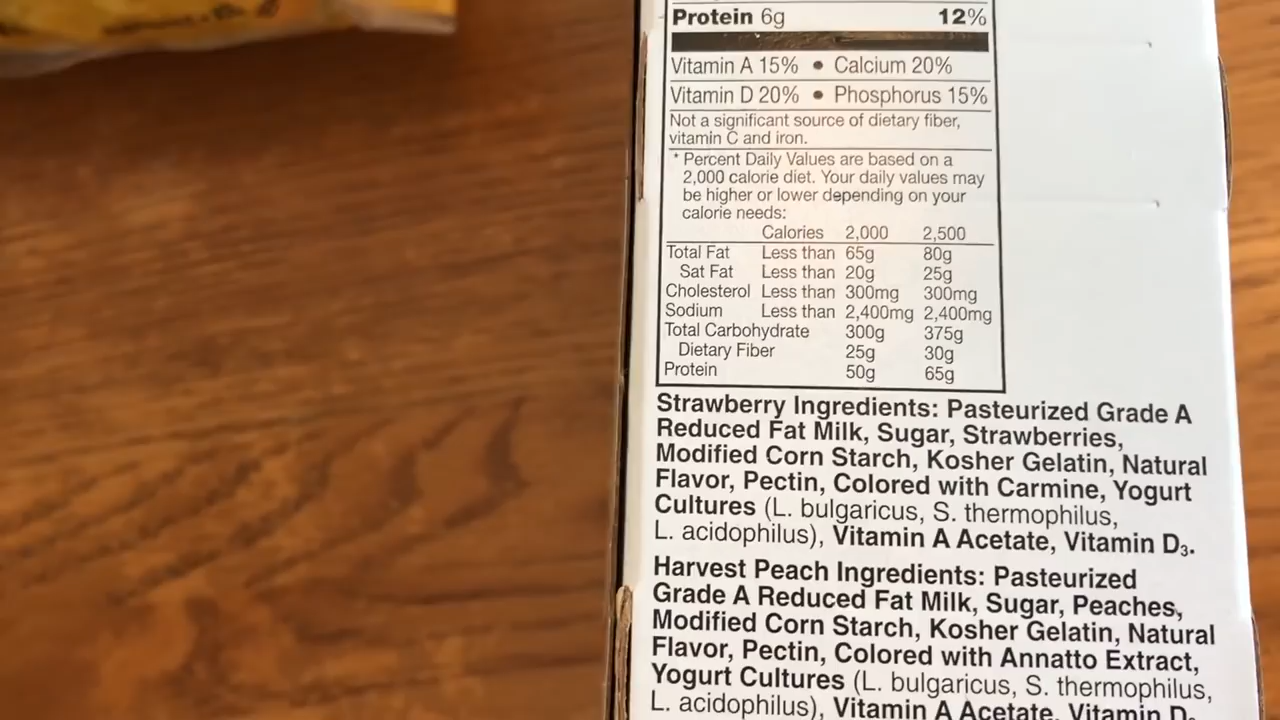 Protein 6g 12%
Vitamin A 15% • Calcium 20%
Vitamin D 20% • Phosphorus 15%
Not a significant source of dietary fiber,
vitamin C and iron.
* Percent Daily Values are based on a
2,000 calorie diet. Your daily values may
be higher or lower depending on your
calorie needs:
Calories 2,000 2,500
Total Fat Less than 65g 80g
Sat Fat Less than 20g 25g
Cholesterol Less than 300mg 300mg
Sodium Less than 2,400mg 2,400mg
Total Carbohydrate 300g 375g
Dietary Fiber 25g 30g
Protein 50g 65g
Strawberry Ingredients: Pasteurized Grade A
Reduced Fat Milk, Sugar, Strawberries,
Modified Corn Starch, Kosher Gelatin, Natural
Flavor, Pectin, Colored with Carmine, Yogurt
Cultures (L. bulgaricus, S. thermophilus,
L. acidophilus), Vitamin A Acetate, Vitamin D₃.
Harvest Peach Ingredients: Pasteurized
Grade A Reduced Fat Milk, Sugar, Peaches,
Modified Corn Starch, Kosher Gelatin, Natural
Flavor, Pectin, Colored with Annatto Extract,
Yogurt Cultures (L. bulgaricus, S. thermophilus,
L. acidophilus), Vitamin A Acetate, Vitamin D₃.